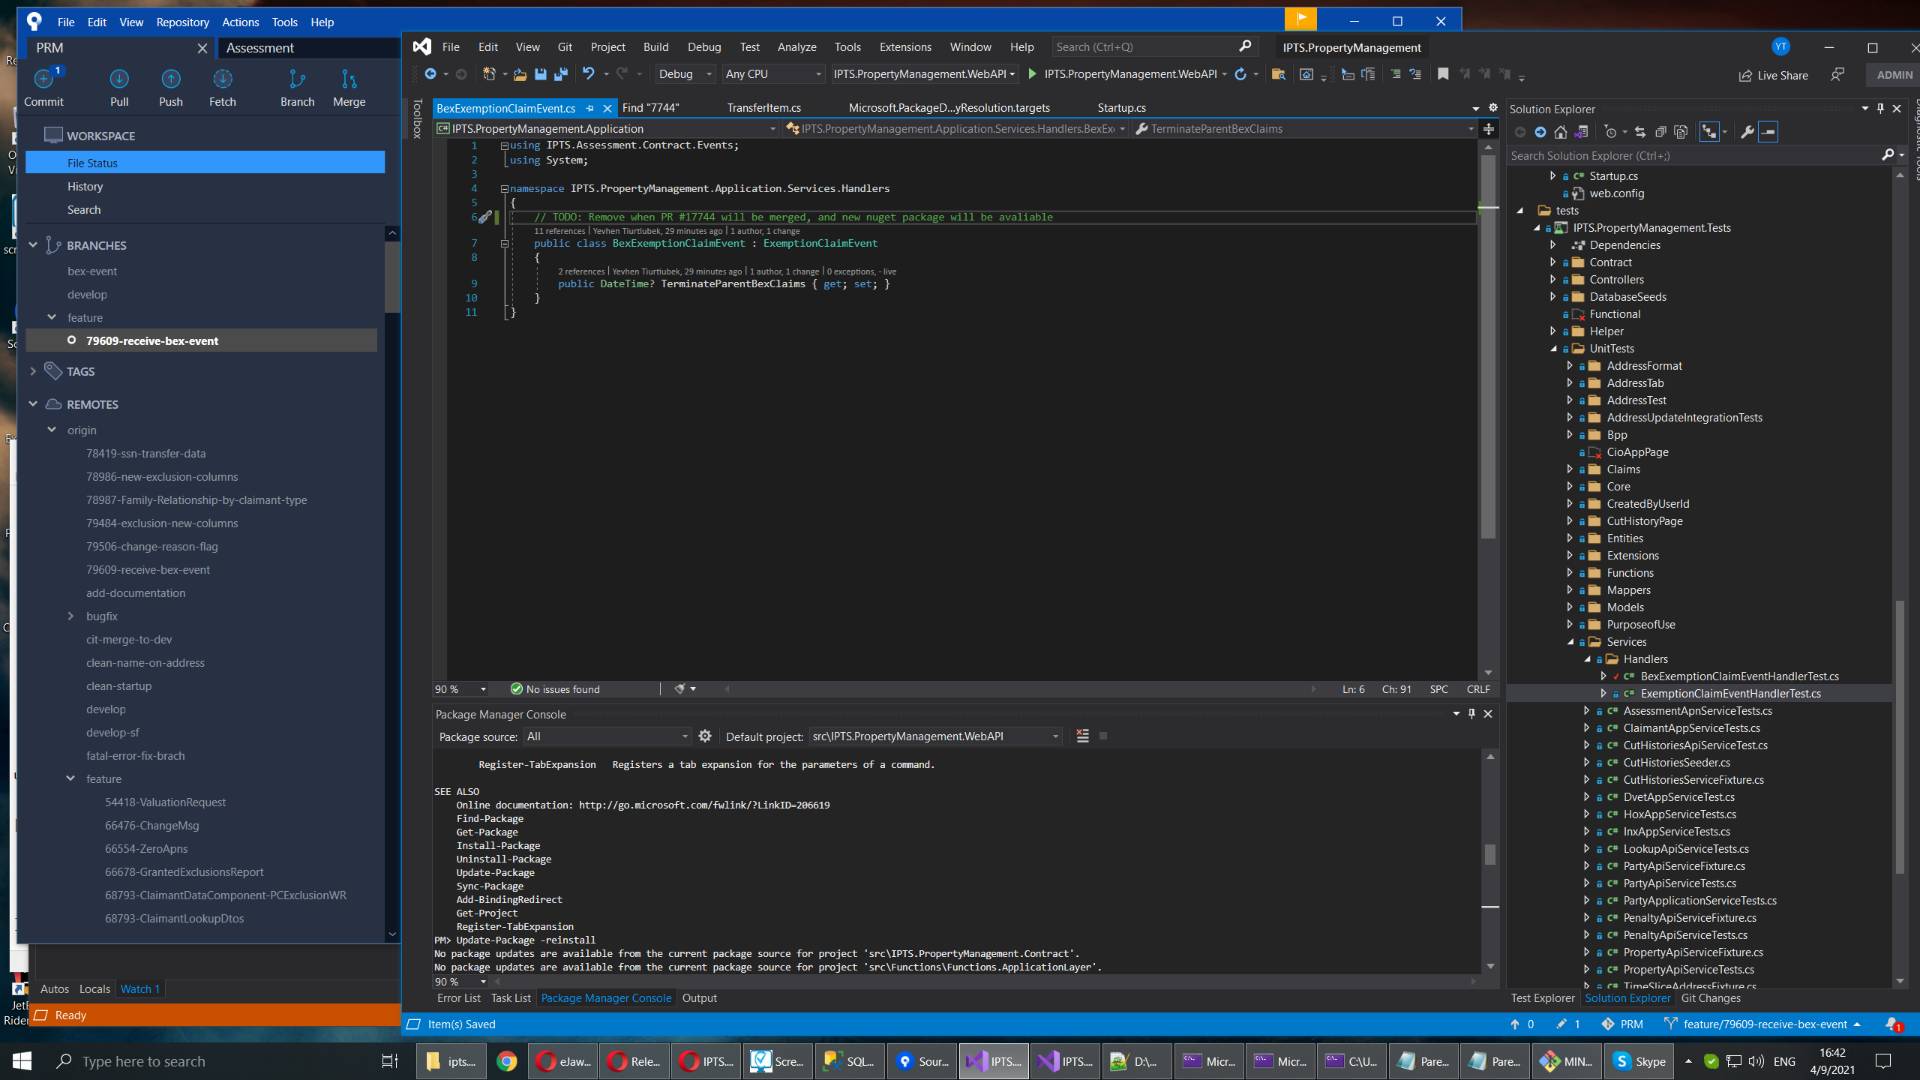 File Edit View Repository Actions Tools Help
PRM
Assessment
1
Commit Pull Push Fetch Branch Merge
WORKSPACE
File Status
History
Search
BRANCHES
bex-event
develop
feature
79609-receive-bex-event
TAGS
REMOTES
origin
78419-ssn-transfer-data
78986-new-exclusion-columns
78987-Family-Relationship-by-claimant-type
79484-exclusion-new-columns
79506-change-reason-flag
79609-receive-bex-event
add-documentation
bugfix
cit-merge-to-dev
clean-name-on-address
clean-startup
develop
develop-sf
fatal-error-fix-brach
feature
54418-ValuationRequest
66476-ChangeMsg
66554-ZeroApns
66678-GrantedExclusionsReport
68793-ClaimantDataComponent-PCExclusionWR
68793-ClaimantLookupDtos
Autos Locals Watch 1
Ready
File Edit View Git Project Build Debug Test Analyze Tools Extensions Window Help Search (Ctrl+Q) IPTS.PropertyManagement YT
Debug Any CPU IPTS.PropertyManagement.WebAPI IPTS.PropertyManagement.WebAPI Live Share ADMIN
Toolbox
BexExemptionClaimEvent.cs Find "7744" TransferItem.cs Microsoft.PackageD...yResolution.targets Startup.cs
IPTS.PropertyManagement.Application IPTS.PropertyManagement.Application.Services.Handlers.BexEx TerminateParentBexClaims
1 using IPTS.Assessment.Contract.Events;
2 using System;
3
4 namespace IPTS.PropertyManagement.Application.Services.Handlers
5 {
6 // TODO: Remove when PR #17744 will be merged, and new nuget package will be avaliable
11 references | Yevhen Tiurtiubek, 29 minutes ago | 1 author, 1 change
7 public class BexExemptionClaimEvent : ExemptionClaimEvent
8 {
2 references | Yevhen Tiurtiubek, 29 minutes ago | 1 author, 1 change | 0 exceptions, - live
9 public DateTime? TerminateParentBexClaims { get; set; }
10 }
11 }
90 % No issues found Ln: 6 Ch: 91 SPC CRLF
Package Manager Console
Package source: All Default project: src\IPTS.PropertyManagement.WebAPI
Register-TabExpansion Registers a tab expansion for the parameters of a command.
SEE ALSO
Online documentation: http://go.microsoft.com/fwlink/?LinkID=206619
Find-Package
Get-Package
Install-Package
Uninstall-Package
Update-Package
Sync-Package
Add-BindingRedirect
Get-Project
Register-TabExpansion
PM> Update-Package -reinstall
No package updates are available from the current package source for project 'src\IPTS.PropertyManagement.Contract'.
No package updates are available from the current package source for project 'src\Functions\Functions.ApplicationLayer'.
90 %
Error List Task List Package Manager Console Output
Item(s) Saved
Solution Explorer
Search Solution Explorer (Ctrl+;)
Startup.cs
web.config
tests
IPTS.PropertyManagement.Tests
Dependencies
Contract
Controllers
DatabaseSeeds
Functional
Helper
UnitTests
AddressFormat
AddressTab
AddressTest
AddressUpdateIntegrationTests
Bpp
CioAppPage
Claims
Core
CreatedByUserId
CutHistoryPage
Entities
Extensions
Functions
Mappers
Models
PurposeofUse
Services
Handlers
BexExemptionClaimEventHandlerTest.cs
ExemptionClaimEventHandlerTest.cs
AssessmentApnServiceTests.cs
ClaimantAppServiceTests.cs
CutHistoriesApiServiceTest.cs
CutHistoriesSeeder.cs
CutHistoriesServiceFixture.cs
DvetAppServiceTest.cs
HoxAppServiceTests.cs
InxAppServiceTests.cs
LookupApiServiceTests.cs
PartyApiServiceFixture.cs
PartyApiServiceTests.cs
PartyApplicationServiceTests.cs
PenaltyApiServiceFixture.cs
PenaltyApiServiceTests.cs
PropertyApiServiceFixture.cs
PropertyApiServiceTests.cs
TimeSliceAddressFixture.cs
Test Explorer Solution Explorer Git Changes
0 1 PRM feature/79609-receive-bex-event 1
Type here to search
ipts... eJaw... Rele... IPTS... Scre... SQL... Sour... IPTS... IPTS... D:\... Micr... Micr... C:\U... Pare... Pare... MIN... Skype ENG 16:42
4/9/2021